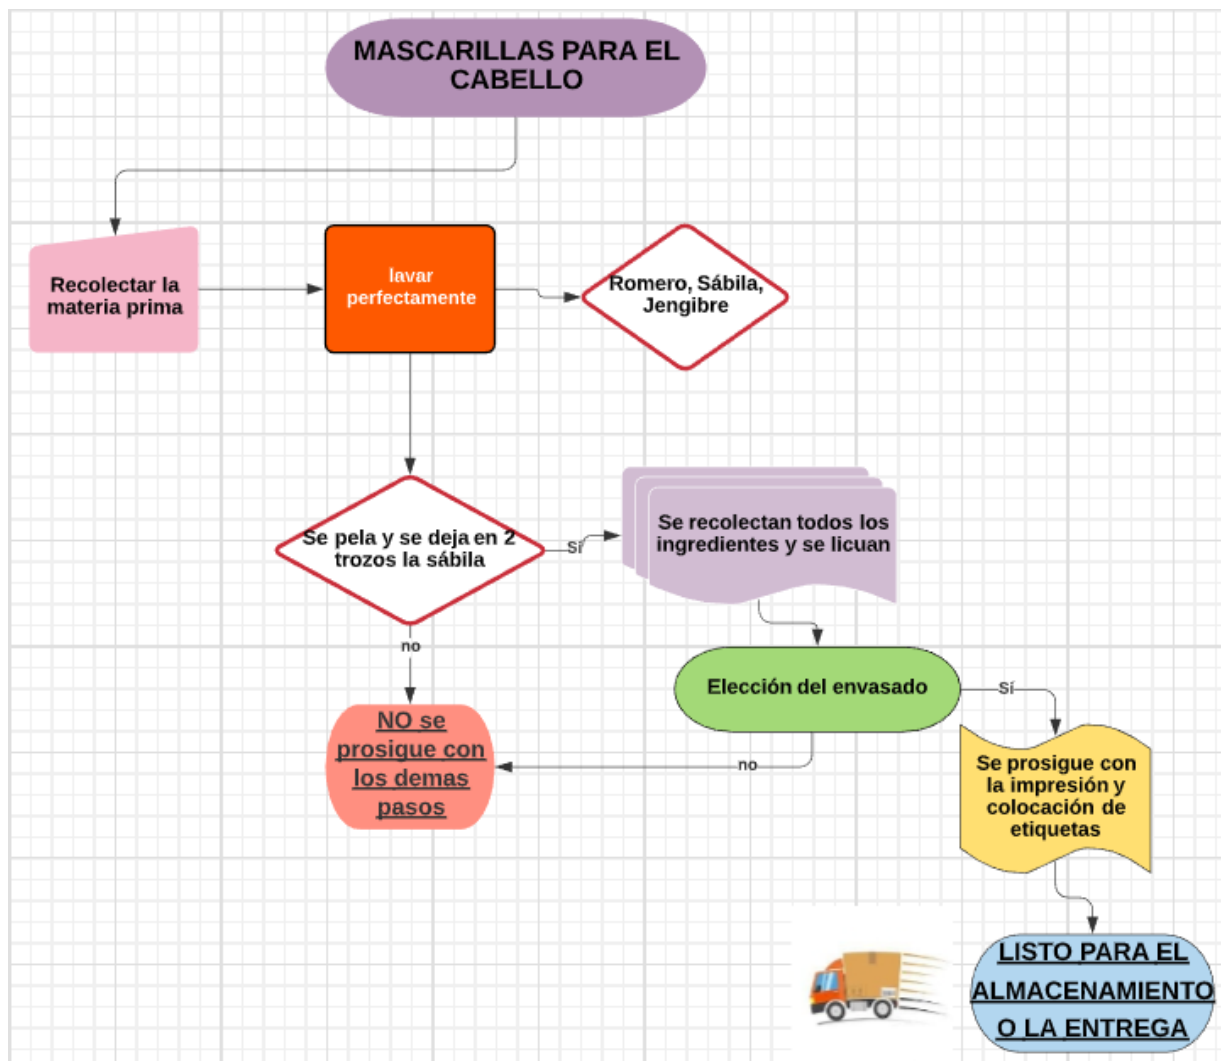 MASCARILLAS PARA EL
CABELLO
Recolectar la
materia prima
lavar
perfectamente
Romero, Sábila,
Jengibre
Se pela y se deja en 2
trozos la sábila
Sí
Se recolectan todos los
ingredientes y se licuan
no
Elección del envasado
Sí
NO se
prosigue con
los demas
pasos
no
Se prosigue con
la impresión y
colocación de
etiquetas
LISTO PARA EL
ALMACENAMIENTO
O LA ENTREGA